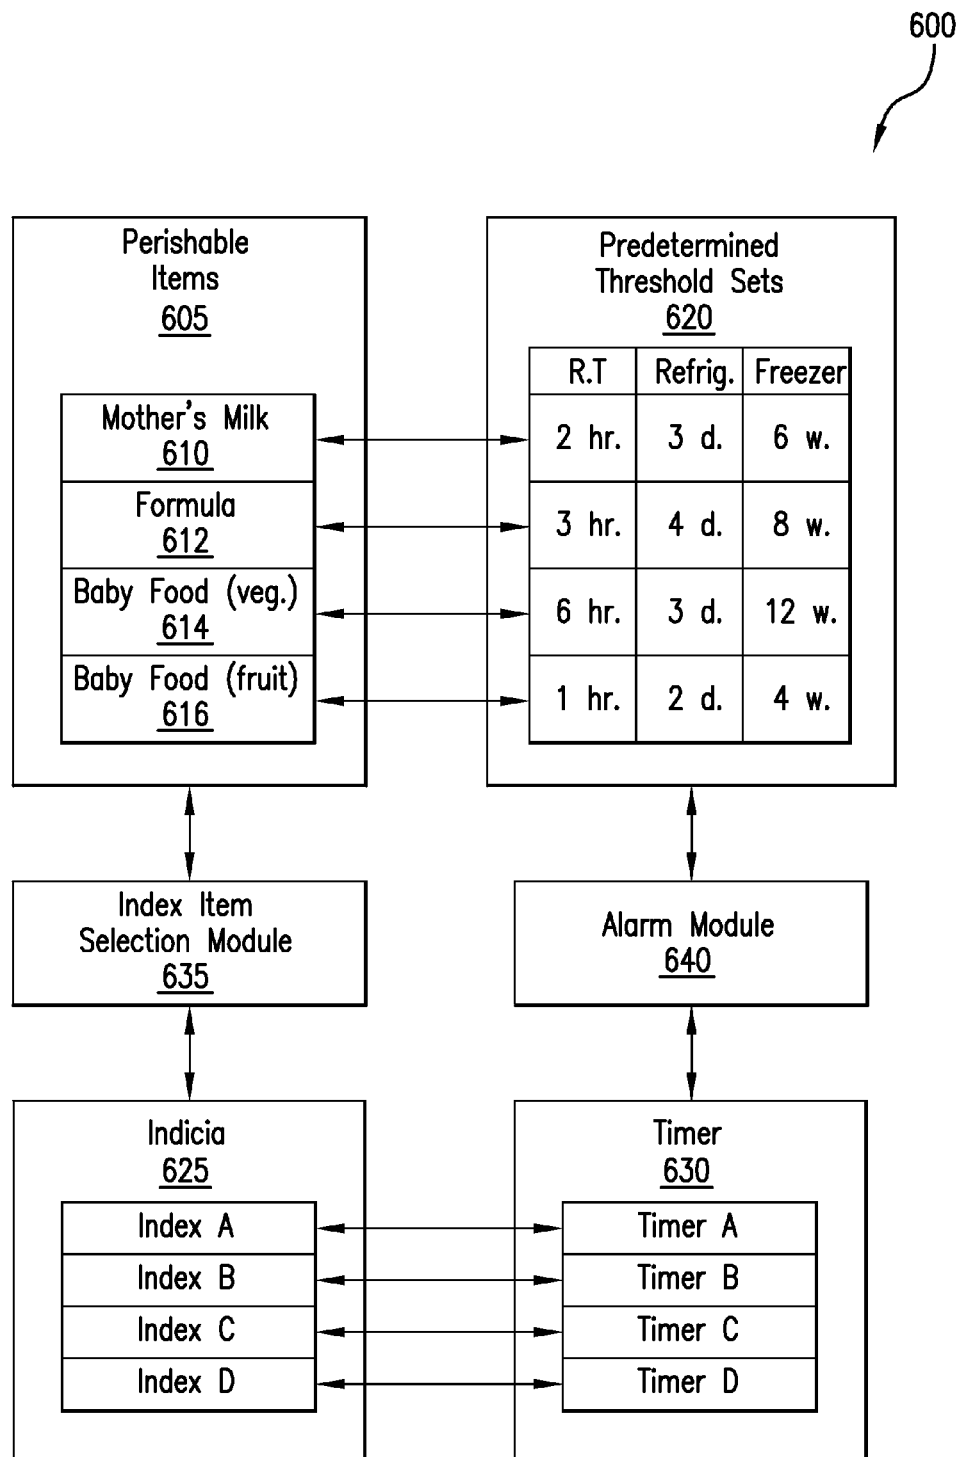 600
Perishable
Items
605
Mother's Milk
610
Formula
612
Baby Food (veg.)
614
Baby Food (fruit)
616
Predetermined
Threshold Sets
620
R.T Refrig. Freezer
2 hr. 3 d. 6 w.
3 hr. 4 d. 8 w.
6 hr. 3 d. 12 w.
1 hr. 2 d. 4 w.
Index Item
Selection Module
635
Alarm Module
640
Indicia
625
Index A
Index B
Index C
Index D
Timer
630
Timer A
Timer B
Timer C
Timer D